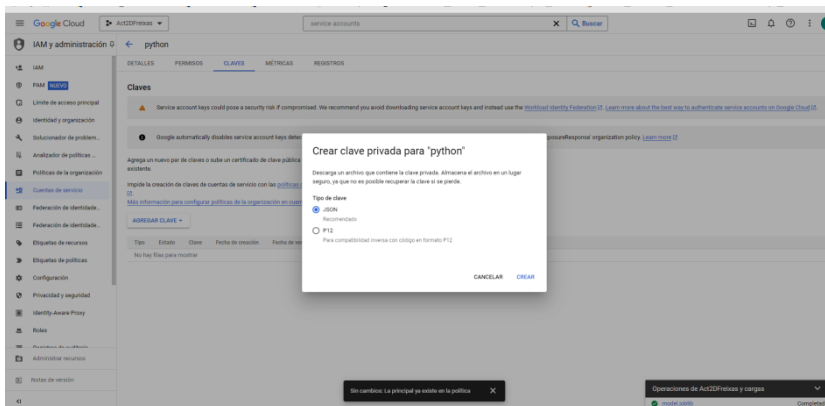 Google Cloud
Act2DFreixas
service accounts
Buscar
IAM y administración
python
DETALLES PERMISOS CLAVES MÉTRICAS REGISTROS
IAM
PAM NUEVO
Límite de acceso principal
Identidad y organización
Solucionador de problem...
Analizador de políticas ...
Políticas de la organización
Cuentas de servicio
Federación de identidade...
Federación de identidade...
Etiquetas de recursos
Etiquetas de políticas
Configuración
Privacidad y seguridad
Identity-Aware Proxy
Roles
Administrar recursos
Notas de versión
Claves
Service account keys could pose a security risk if compromised. We recommend you avoid downloading service account keys and instead use the Workload Identity Federation. Learn more about the best way to authenticate service accounts on Google Cloud.
Google automatically disables service account keys detec
posureResponse' organization policy. Learn more
Agrega un nuevo par de claves o sube un certificado de clave pública
existente.
Impide la creación de claves de cuentas de servicio con las políticas
Más información para configurar políticas de la organización en cuen
AGREGAR CLAVE
Tipo Estado Clave Fecha de creación Fecha de ve
No hay filas para mostrar
Crear clave privada para "python"
Descarga un archivo que contiene la clave privada. Almacena el archivo en un lugar
seguro, ya que no es posible recuperar la clave si se pierde.
Tipo de clave
JSON
Recomendado
P12
Para compatibilidad inversa con código en formato P12
CANCELAR CREAR
Sin cambios: La principal ya existe en la política
Operaciones de Act2DFreixas y cargas
model.joblib Completed